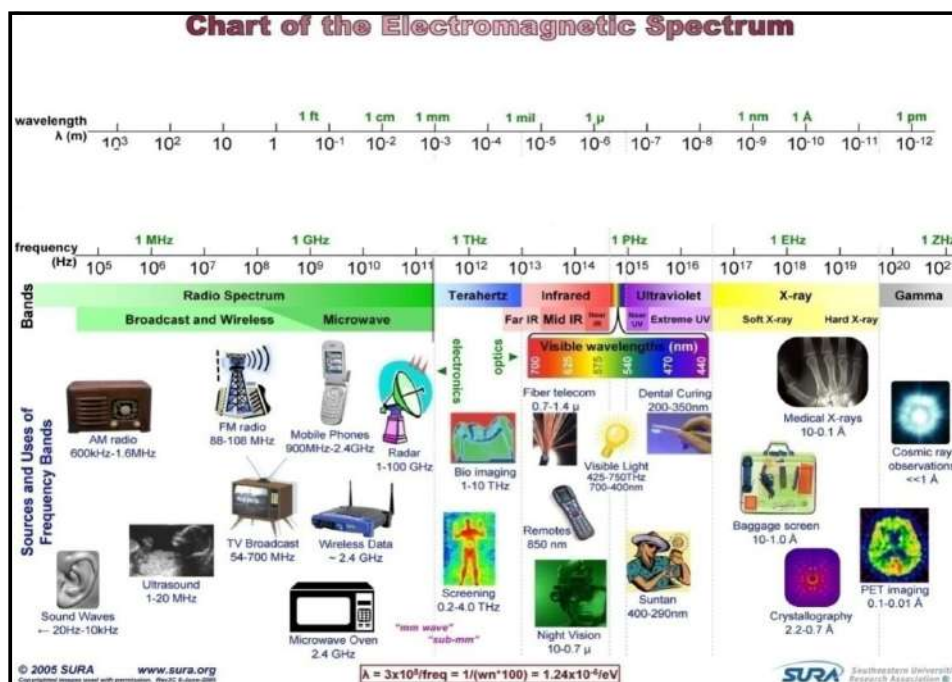 Chart of the Electromagnetic Spectrum
1 ft 1 cm 1 mm 1 mil 1 µ 1 nm 1 Å 1 pm
wavelength
λ (m)
10³ 10² 10 1 10⁻¹ 10⁻² 10⁻³ 10⁻⁴ 10⁻⁵ 10⁻⁶ 10⁻⁷ 10⁻⁸ 10⁻⁹ 10⁻¹⁰ 10⁻¹¹ 10⁻¹²
1 MHz 1 GHz 1 THz 1 PHz 1 EHz 1 ZHz
frequency
(Hz)
10⁵ 10⁶ 10⁷ 10⁸ 10⁹ 10¹⁰ 10¹¹ 10¹² 10¹³ 10¹⁴ 10¹⁵ 10¹⁶ 10¹⁷ 10¹⁸ 10¹⁹ 10²⁰
Bands
Radio Spectrum Terahertz Infrared Ultraviolet X-ray Gamma
Broadcast and Wireless Microwave Far IR Mid IR Near IR Near UV Extreme UV Soft X-ray Hard X-ray
electronics
optics
Visible wavelengths (nm)
700 625 575 540 470 440
Sources and Uses of
Frequency Bands
AM radio
600kHz-1.6MHz
FM radio
88-108 MHz
Mobile Phones
900MHz-2.4GHz
Radar
1-100 GHz
Bio imaging
1-10 THz
Fiber telecom
0.7-1.4 µ
Visible Light
425-750THz
700-400nm
Dental Curing
200-350nm
Medical X-rays
10-0.1 Å
Cosmic ray
observations
<<1 Å
Sound Waves
← 20Hz-10kHz
Ultrasound
1-20 MHz
TV Broadcast
54-700 MHz
Wireless Data
~ 2.4 GHz
Microwave Oven
2.4 GHz
Screening
0.2-4.0 THz
"mm wave"
"sub-mm"
Remotes
850 nm
Night Vision
10-0.7 µ
Suntan
400-290nm
Baggage screen
10-1.0 Å
Crystallography
2.2-0.7 Å
PET imaging
0.1-0.01 Å
© 2005 SURA www.sura.org
Copyrighted images used with permission.
λ = 3x10⁸/freq = 1/(wn*100) = 1.24x10⁻⁶/eV
SURA Southeastern Universities
Research Association